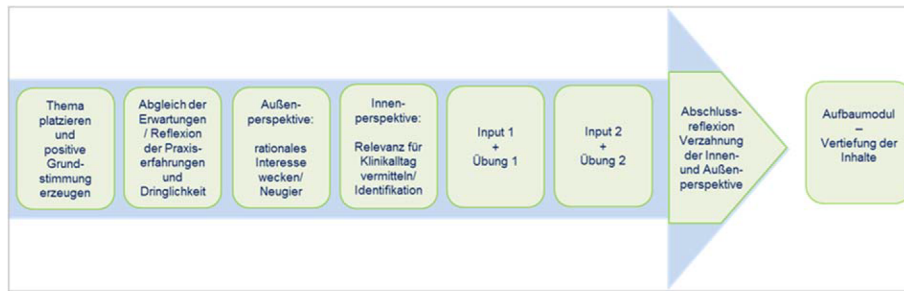 Thema
platzieren
und
positive
Grund-
stimmung
erzeugen
Abgleich der
Erwartungen
/ Reflexion
der Praxis-
erfahrungen
und
Dringlichkeit
Außen-
perspektive:
rationales
Interesse
wecken/
Neugier
Innen-
perspektive:
Relevanz für
Klinikalltag
vermitteln/
Identifikation
Input 1
+
Übung 1
Input 2
+
Übung 2
Abschluss-
reflexion
Verzahnung
der Innen-
und Außen-
perspektive
Aufbaumodul
–
Vertiefung der
Inhalte